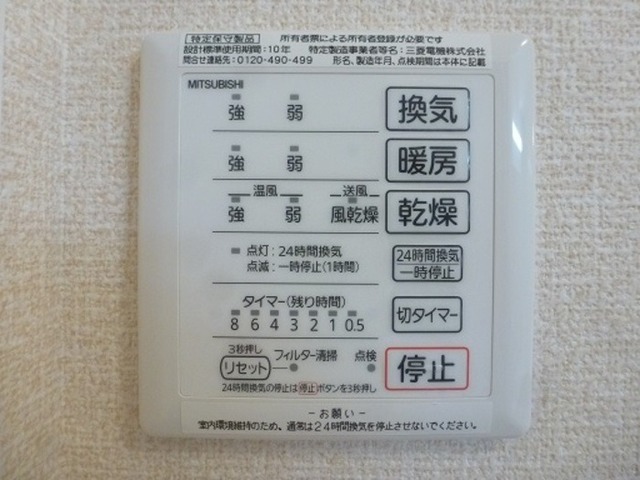 特定保守製品 所有者票による所有者登録が必要です
設計標準使用期間:10年 特定製造事業者等名:三菱電機株式会社
問合せ連絡先:0120-490-499 形名、製造年月、点検期間は本体に記載
MITSUBISHI
強 弱 換気
強 弱 暖房
温風 送風
強 弱 風乾燥 乾燥
点灯:24時間換気
点滅:一時停止(1時間)
24時間換気
一時停止
タイマー(残り時間)
8 6 4 3 2 1 0.5
切タイマー
3秒押し フィルター清掃 点検
リセット
停止
24時間換気の停止は停止ボタンを3秒押し
-お願い-
室内環境維持のため、通常は24時間換気を停止させないでください。